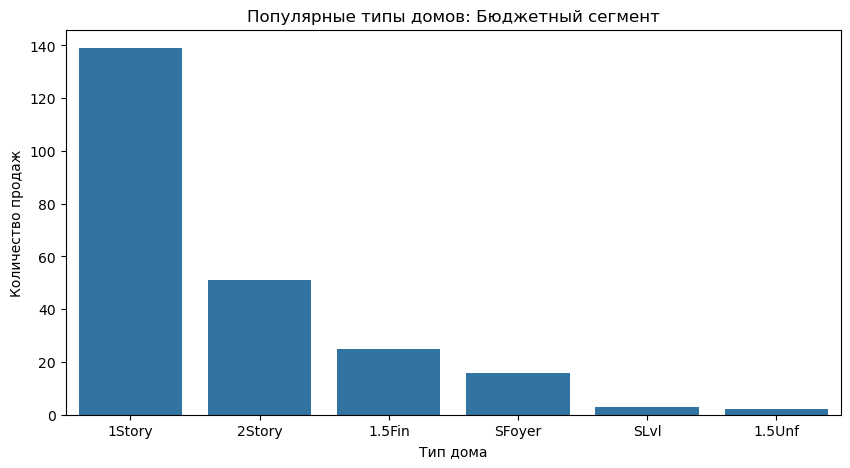 Популярные типы домов: Бюджетный сегмент
Количество продаж
140
120
100
80
60
40
20
0
1Story 2Story 1.5Fin SFoyer SLvl 1.5Unf
Тип дома